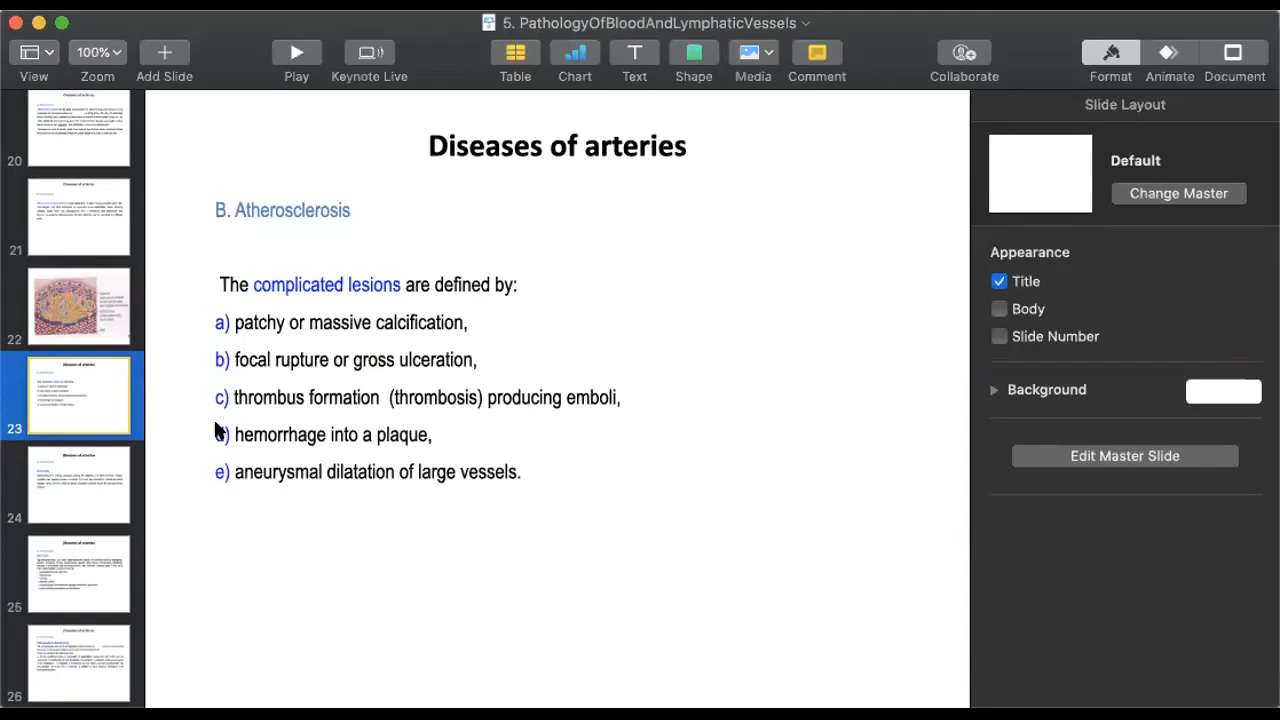 5. PathologyOfBloodAndLymphaticVessels
100%
View
Zoom
Add Slide
Play
Keynote Live
Table
Chart
Text
Shape
Media
Comment
Collaborate
Format
Animate
Document
Slide Layout
Default
Change Master
Appearance
Title
Body
Slide Number
Background
Edit Master Slide
20
21
22
23
24
25
26
Diseases of arteries
B. Atherosclerosis
The complicated lesions are defined by:
a) patchy or massive calcification,
b) focal rupture or gross ulceration,
c) thrombus formation (thrombosis) producing emboli,
d) hemorrhage into a plaque,
e) aneurysmal dilatation of large vessels.